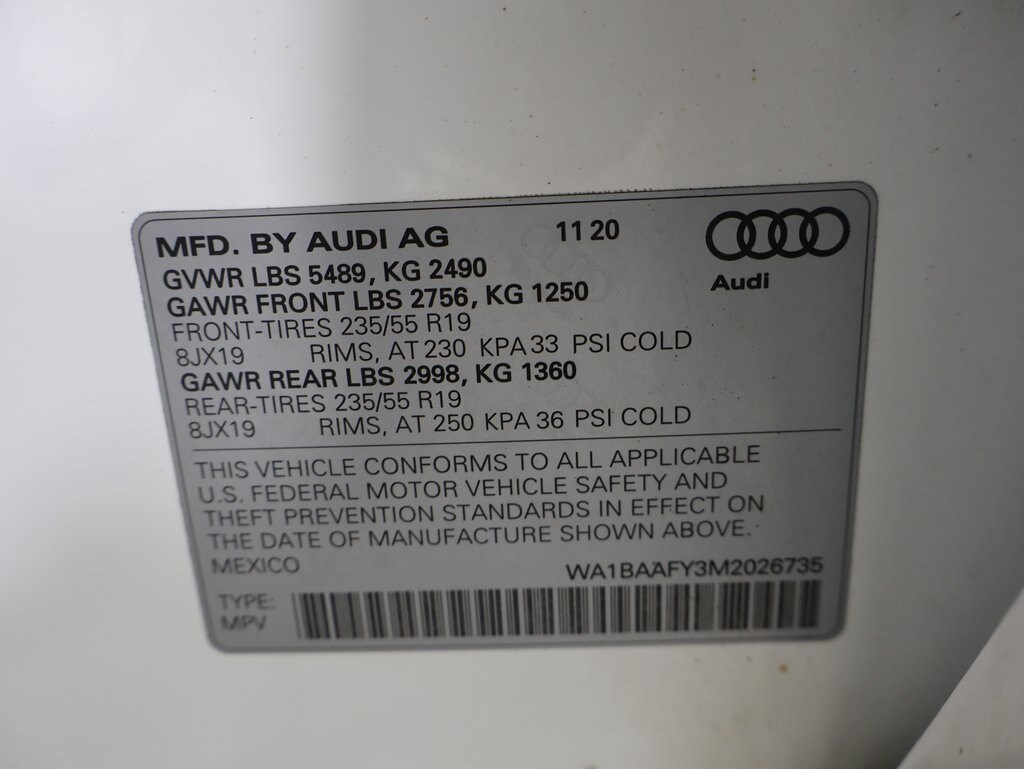 MFD. BY AUDI AG 11 20
Audi
GVWR LBS 5489, KG 2490
GAWR FRONT LBS 2756, KG 1250
FRONT-TIRES 235/55 R19
8JX19 RIMS, AT 230 KPA 33 PSI COLD
GAWR REAR LBS 2998, KG 1360
REAR-TIRES 235/55 R19
8JX19 RIMS, AT 250 KPA 36 PSI COLD
THIS VEHICLE CONFORMS TO ALL APPLICABLE
U.S. FEDERAL MOTOR VEHICLE SAFETY AND
THEFT PREVENTION STANDARDS IN EFFECT ON
THE DATE OF MANUFACTURE SHOWN ABOVE.
MEXICO WA1BAAFY3M2026735
TYPE:
MPV